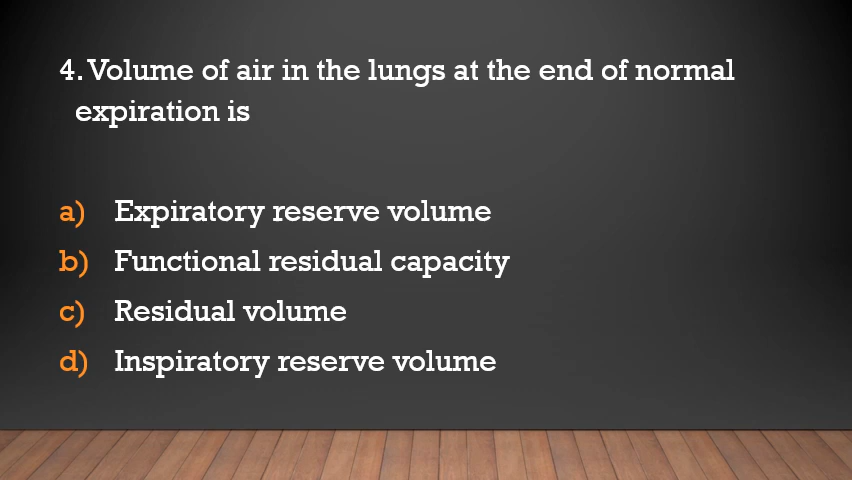 4. Volume of air in the lungs at the end of normal
expiration is
a) Expiratory reserve volume
b) Functional residual capacity
c) Residual volume
d) Inspiratory reserve volume